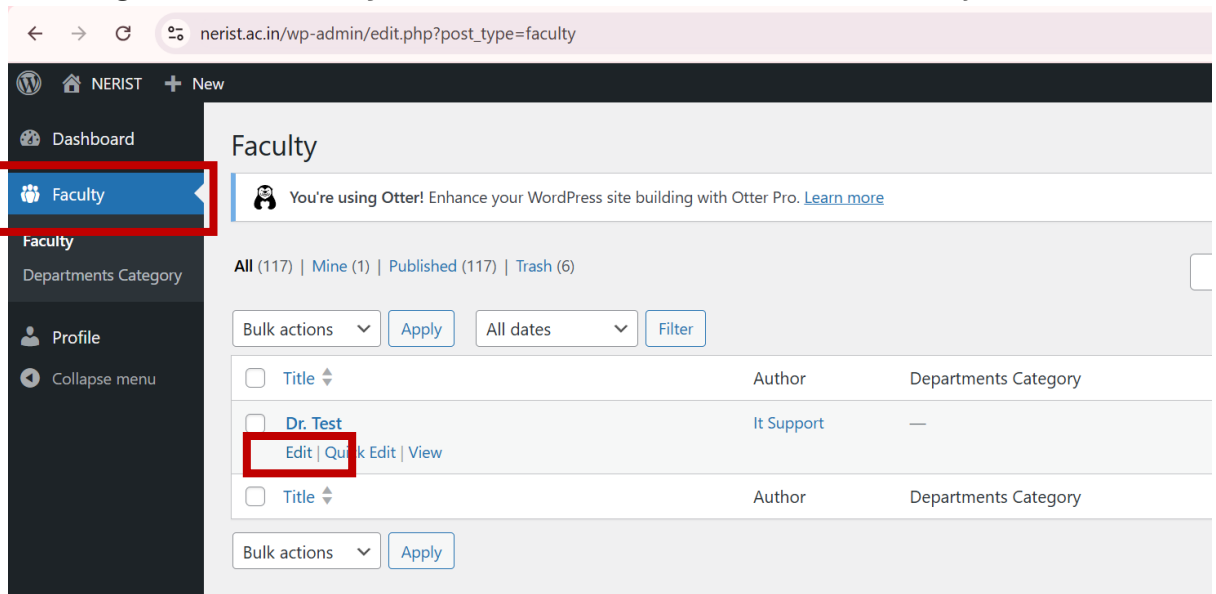 nerist.ac.in/wp-admin/edit.php?post_type=faculty
NERIST + New
Dashboard
Faculty
Faculty
Departments Category
Profile
Collapse menu
Faculty
You're using Otter! Enhance your WordPress site building with Otter Pro. Learn more
All (117) | Mine (1) | Published (117) | Trash (6)
Bulk actions Apply All dates Filter
Title Author Departments Category
Dr. Test It Support —
Edit | Quick Edit | View
Title Author Departments Category
Bulk actions Apply